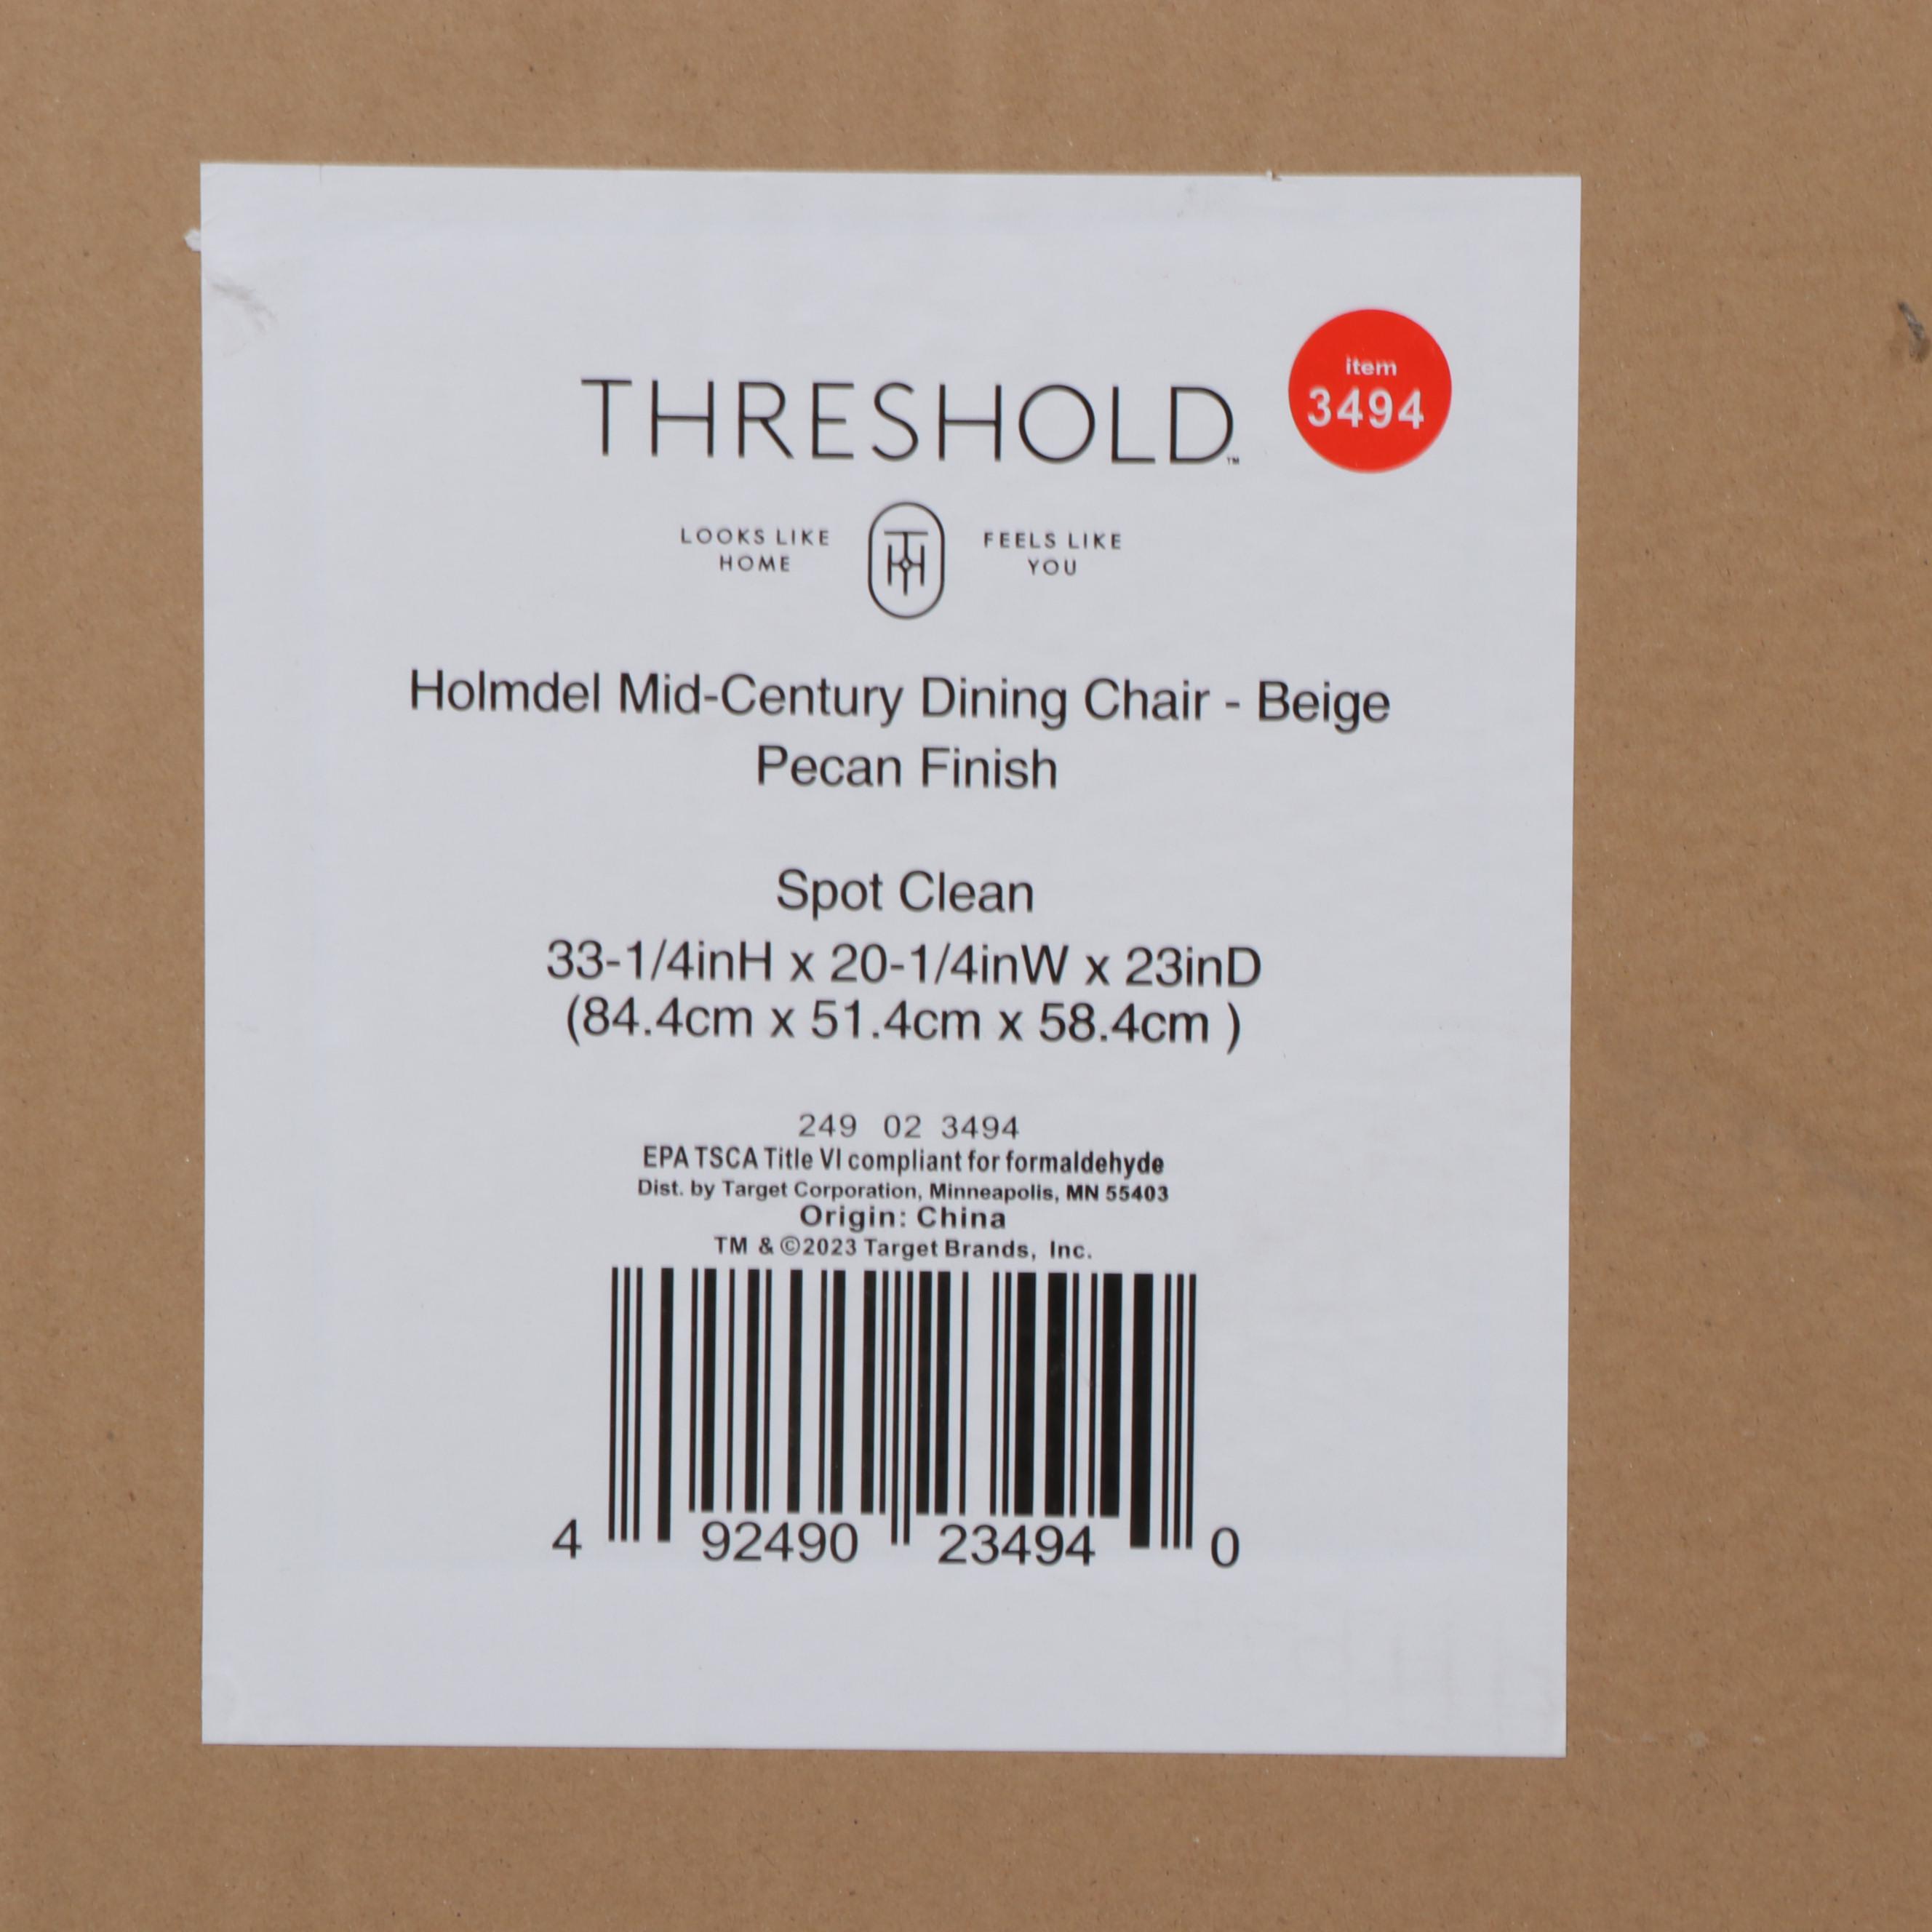 THRESHOLD™
item
3494
LOOKS LIKE
HOME
TH
FEELS LIKE
YOU
Holmdel Mid-Century Dining Chair - Beige
Pecan Finish
Spot Clean
33-1/4inH x 20-1/4inW x 23inD
(84.4cm x 51.4cm x 58.4cm )
249 02 3494
EPA TSCA Title VI compliant for formaldehyde
Dist. by Target Corporation, Minneapolis, MN 55403
Origin: China
TM & ©2023 Target Brands, Inc.
4 92490 23494 0